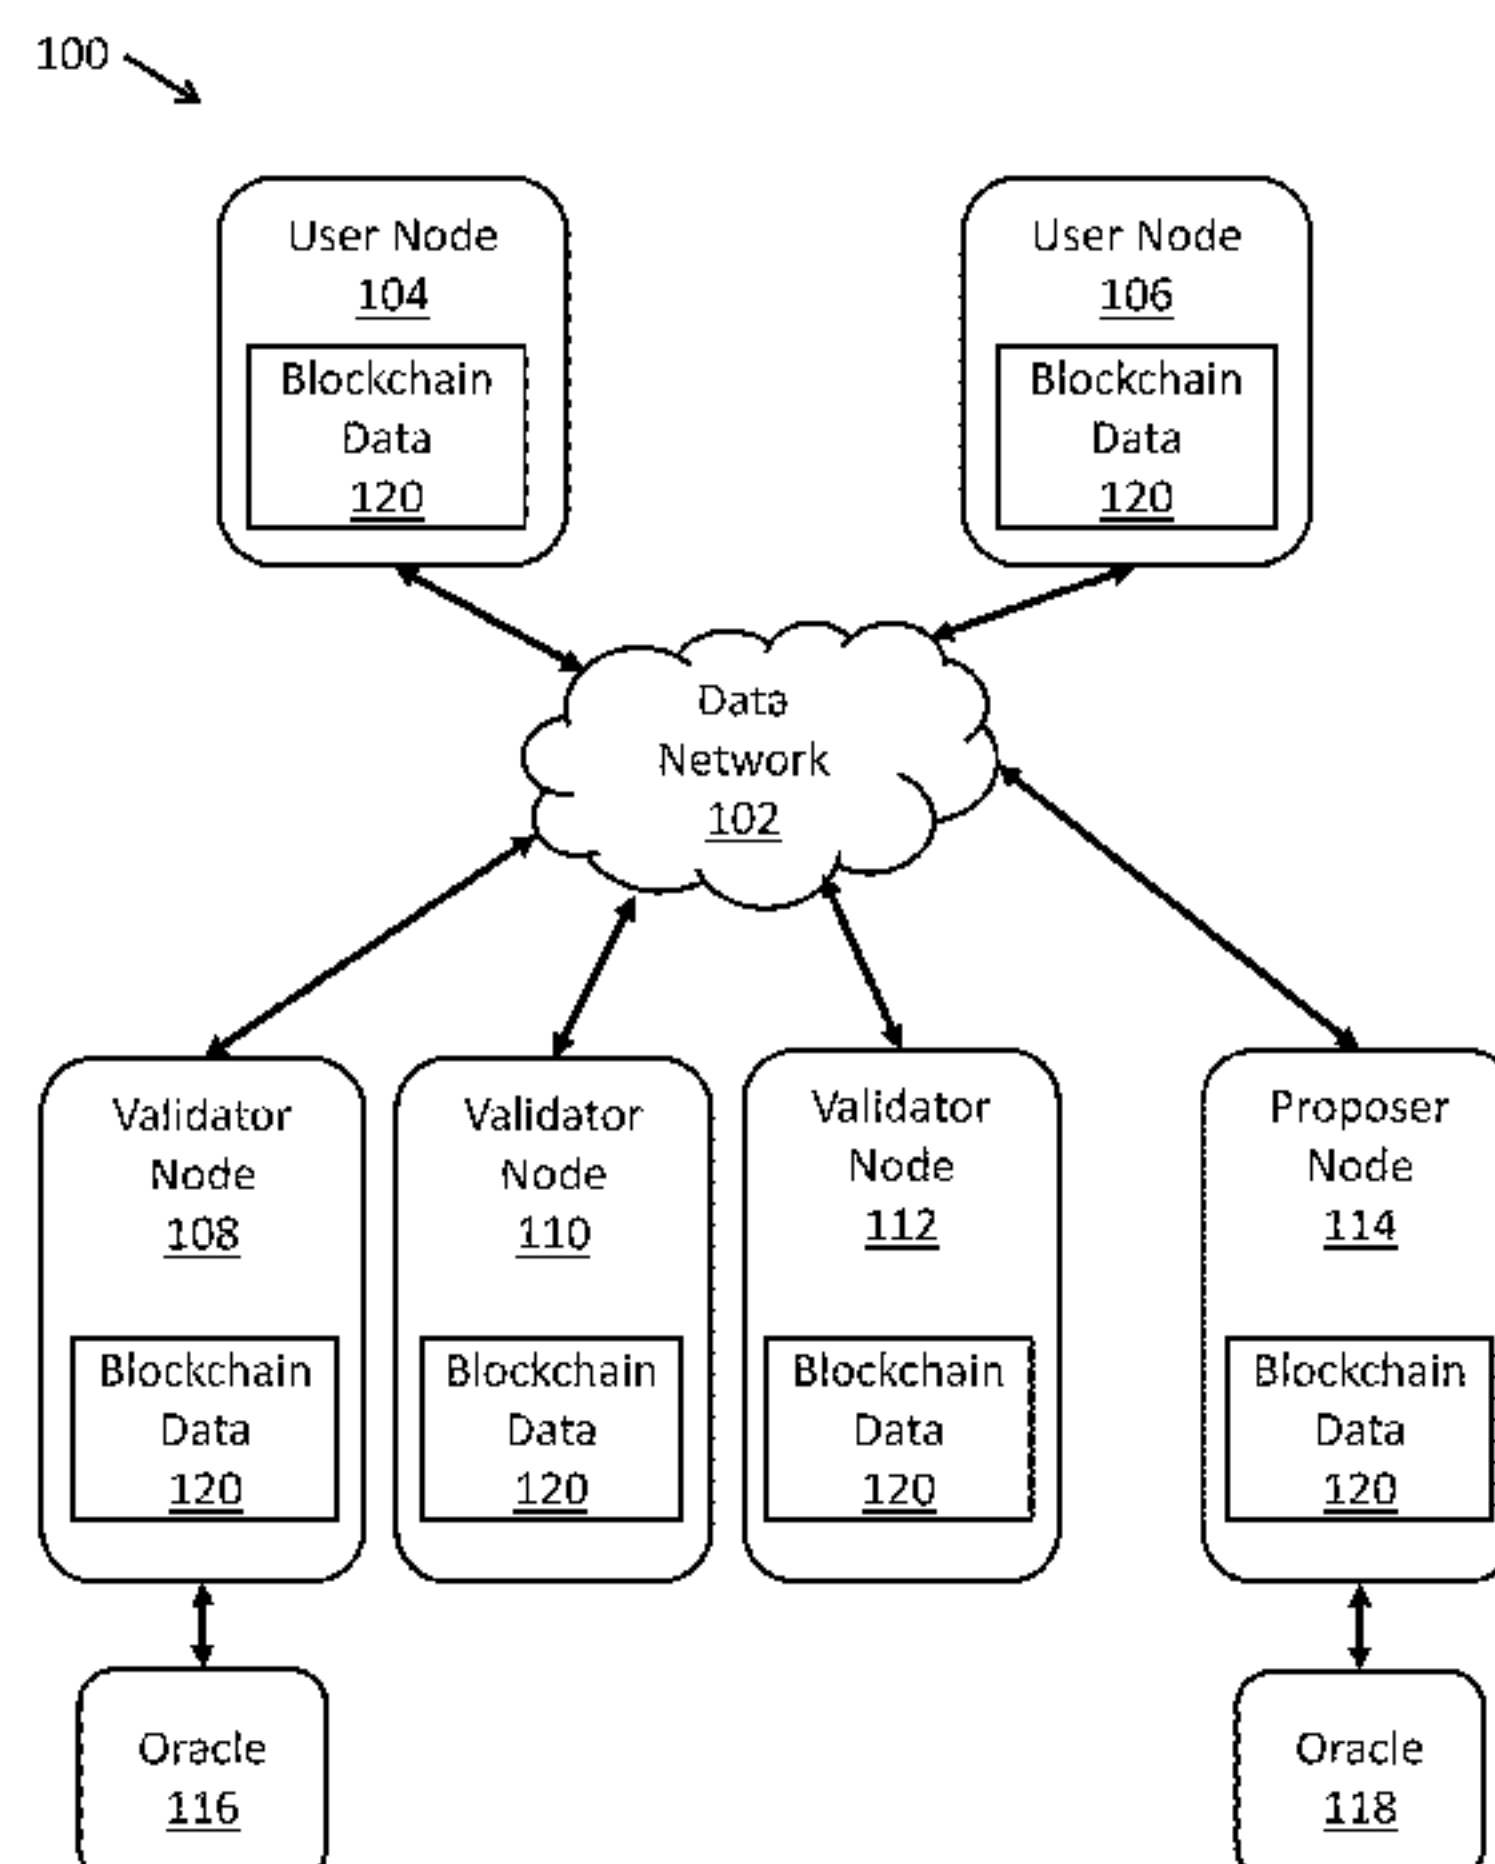 100
User Node
104
Blockchain
Data
120
User Node
106
Blockchain
Data
120
Data
Network
102
Validator
Node
108
Blockchain
Data
120
Validator
Node
110
Blockchain
Data
120
Validator
Node
112
Blockchain
Data
120
Proposer
Node
114
Blockchain
Data
120
Oracle
116
Oracle
118